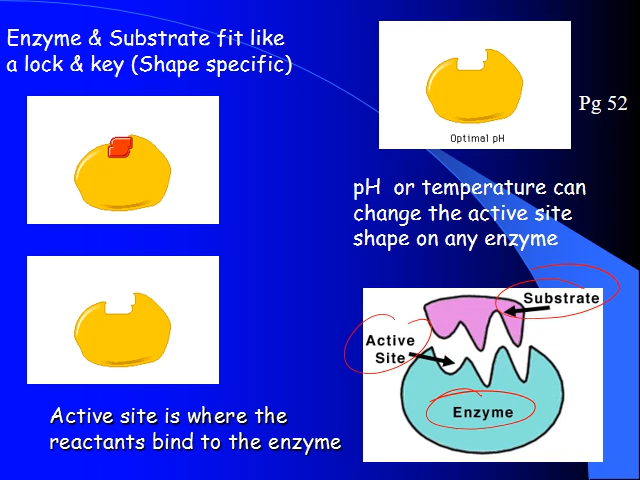 Enzyme & Substrate fit like
a lock & key (Shape specific)
Optimal pH
Pg 52
pH or temperature can
change the active site
shape on any enzyme
Substrate
Active
Site
Enzyme
Active site is where the
reactants bind to the enzyme